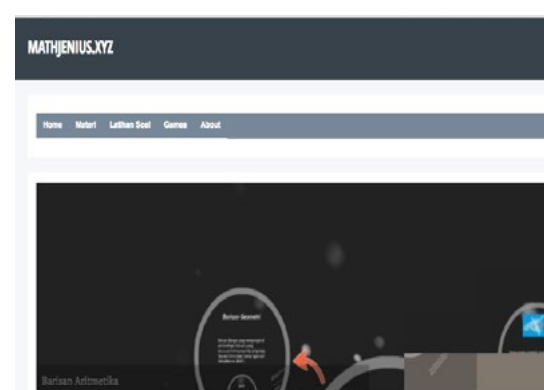 MATHJENIUS.XYZ
Home Materi Latihan Soal Games About
Barisan Geometri
Barisan Aritmetika